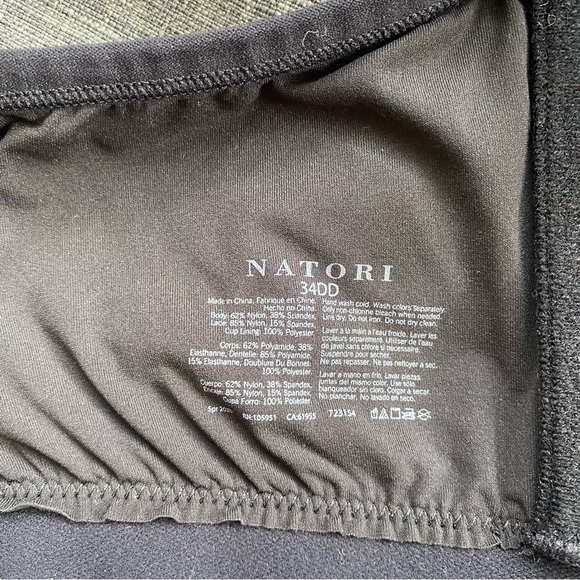 NATORI
34DD
Made in China. Fabriqué en Chine.
Hecho en China.
Body: 62% Nylon, 38% Spandex,
Lace: 85% Nylon, 15% Spandex,
Cup Lining: 100% Polyester
Corps: 62% Polyamide, 38%
Elasthanne, Dentelle: 85% Polyamide,
15% Elasthanne, Doublure Du Bonnet:
100% Polyester
Cuerpo: 62% Nylon, 38% Spandex,
Encaje: 85% Nylon, 15% Spandex,
Copa Forro: 100% Poliester
Hand wash cold. Wash colors separately.
Only non-chlorine bleach when needed.
Line dry. Do not iron. Do not dry clean.
Laver à la main à l'eau froide. Laver les
couleurs séparément. Utiliser de l'eau
de javel sans chlore si nécessaire.
Suspendre pour secher.
Ne pas repasser. Ne pas nettoyer a sec.
Lavar a mano en frío. Lavar piezas
juntas del mismo color. Use sólo
blanqueador sin cloro. Colgar a secar.
No planchar. No lavado en seco.
Spr RN:105951 CA:61955 723154